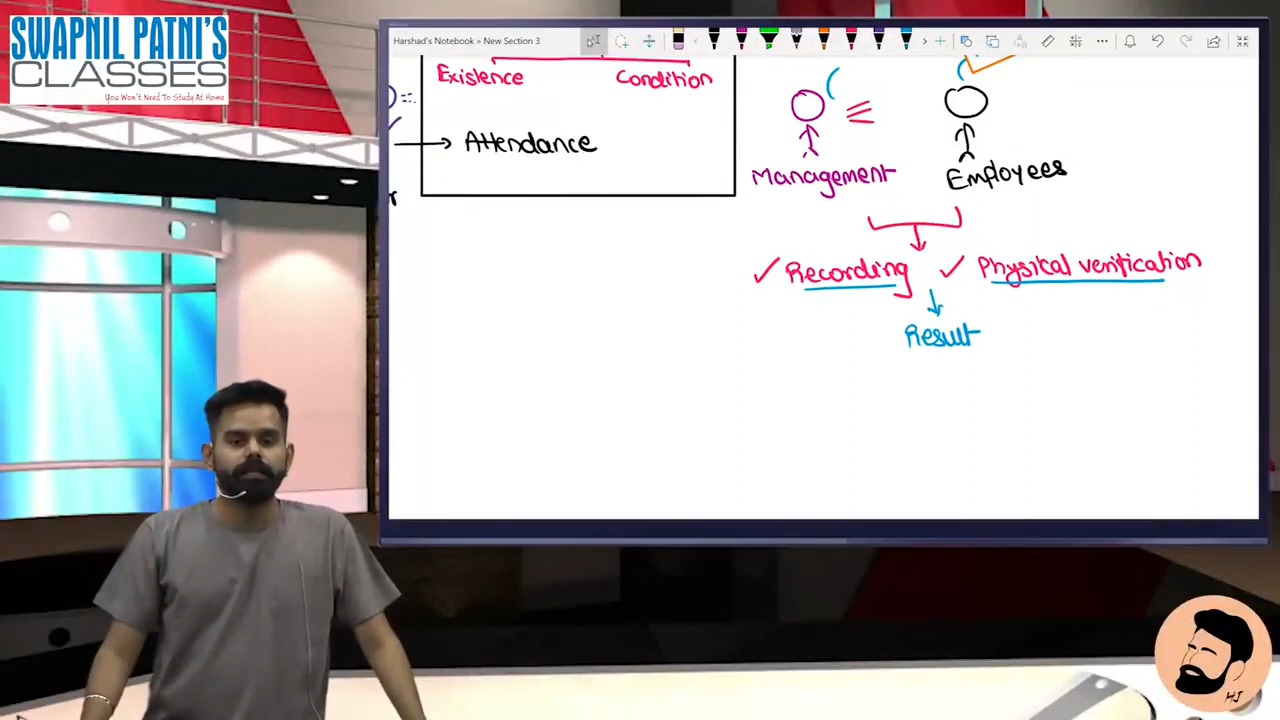 SWAPNIL PATNI'S
CLASSES
You Won't Need To Study At Home
Harshad's Notebook » New Section 3
Existence
Condition
Attendance
Management
Employees
✓ Recording
✓ Physical verification
Result
HJ